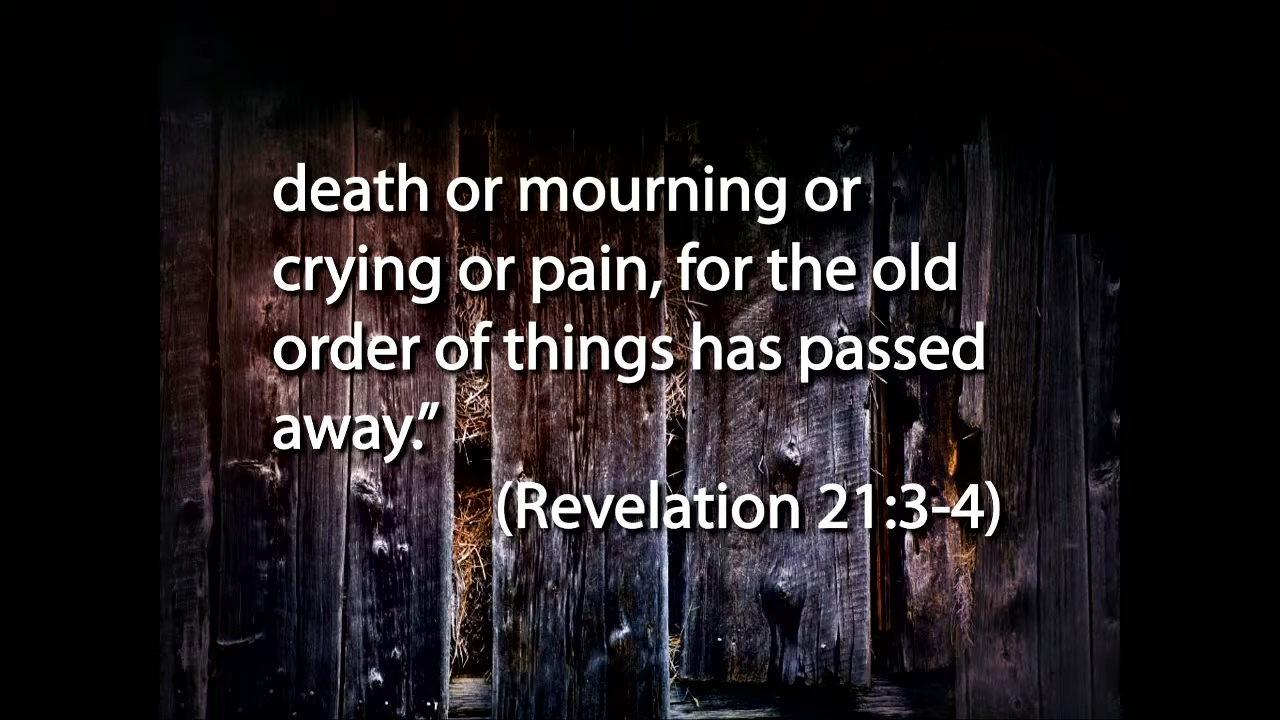 death or mourning or
crying or pain, for the old
order of things has passed
away.”
(Revelation 21:3-4)